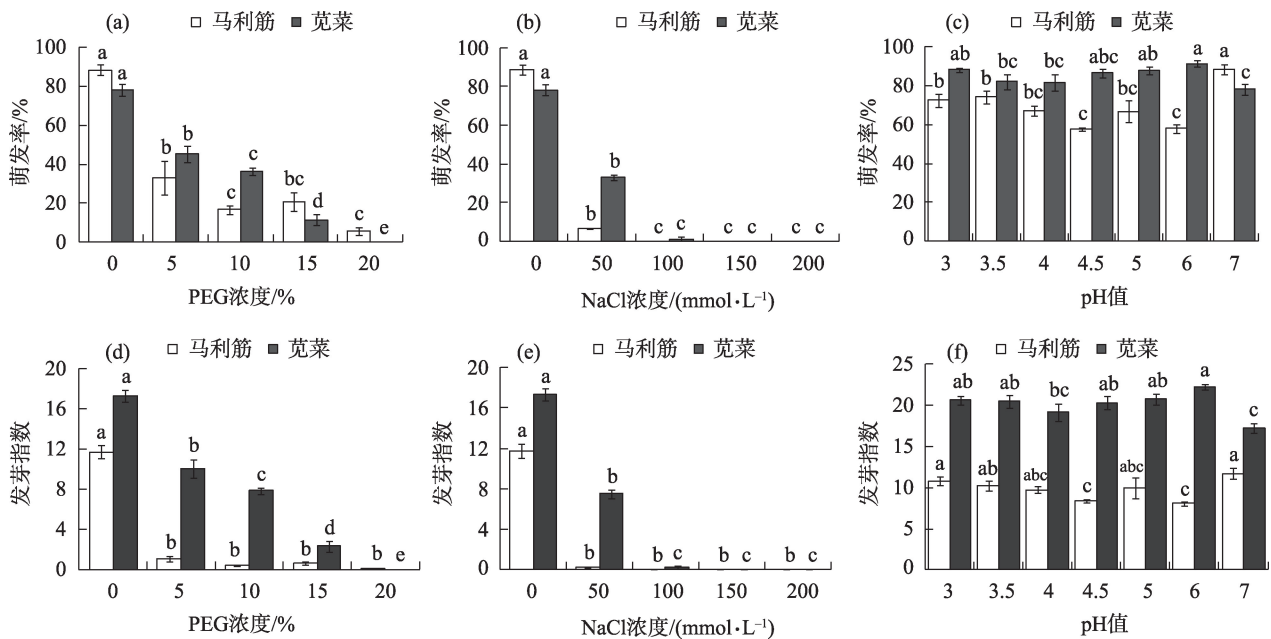 (a) 马利筋 苋菜
萌发率/%
100
80
60
40
20
0
a a
b b
c c
bc d
c e
0 5 10 15 20
PEG浓度/%
(b) 马利筋 苋菜
萌发率/%
100
80
60
40
20
0
a a
b b
c c
c c
c c
0 50 100 150 200
NaCl浓度/(mmol·L⁻¹)
(c) 马利筋 苋菜
萌发率/%
100
80
60
40
20
0
b ab
b bc
bc bc
c abc
bc ab
c a
a c
3 3.5 4 4.5 5 6 7
pH值
(d) 马利筋 苋菜
发芽指数
20
16
12
8
4
0
a a
b b
b c
b d
b e
0 5 10 15 20
PEG浓度/%
(e) 马利筋 苋菜
发芽指数
20
16
12
8
4
0
a a
b b
b c
b c
b c
0 50 100 150 200
NaCl浓度/(mmol·L⁻¹)
(f) 马利筋 苋菜
发芽指数
25
20
15
10
5
0
a ab
ab ab
abc bc
c ab
abc ab
c a
a c
3 3.5 4 4.5 5 6 7
pH值